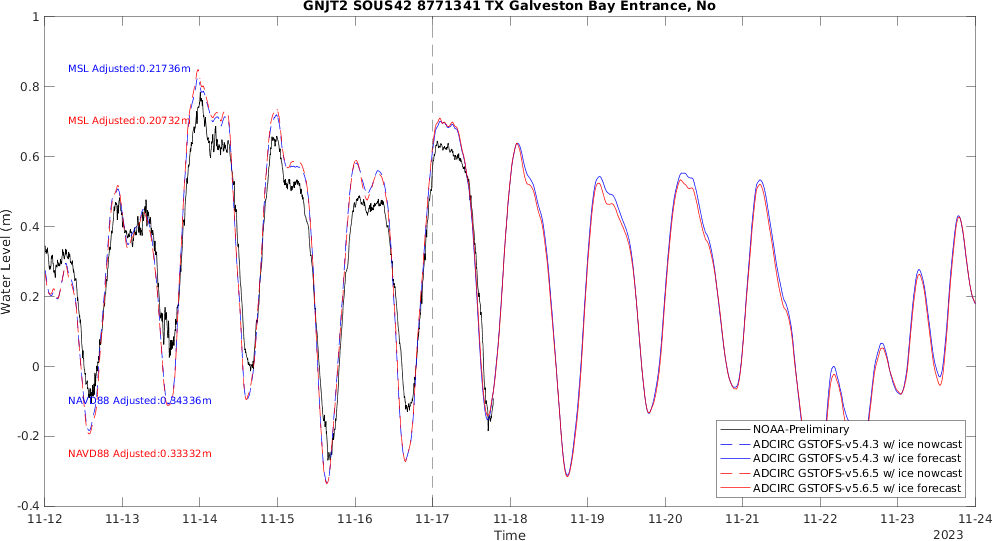 GNJT2 SOUS42 8771341 TX Galveston Bay Entrance, No
1
0.8
0.6
0.4
0.2
0
-0.2
-0.4
Water Level (m)
MSL Adjusted:0.21736m
MSL Adjusted:0.20732m
NAVD88 Adjusted:0.34336m
NAVD88 Adjusted:0.33332m
NOAA-Preliminary
ADCIRC GSTOFS-v5.4.3 w/ ice nowcast
ADCIRC GSTOFS-v5.4.3 w/ ice forecast
ADCIRC GSTOFS-v5.6.5 w/ ice nowcast
ADCIRC GSTOFS-v5.6.5 w/ ice forecast
11-12 11-13 11-14 11-15 11-16 11-17 11-18 11-19 11-20 11-21 11-22 11-23 11-24
Time
2023